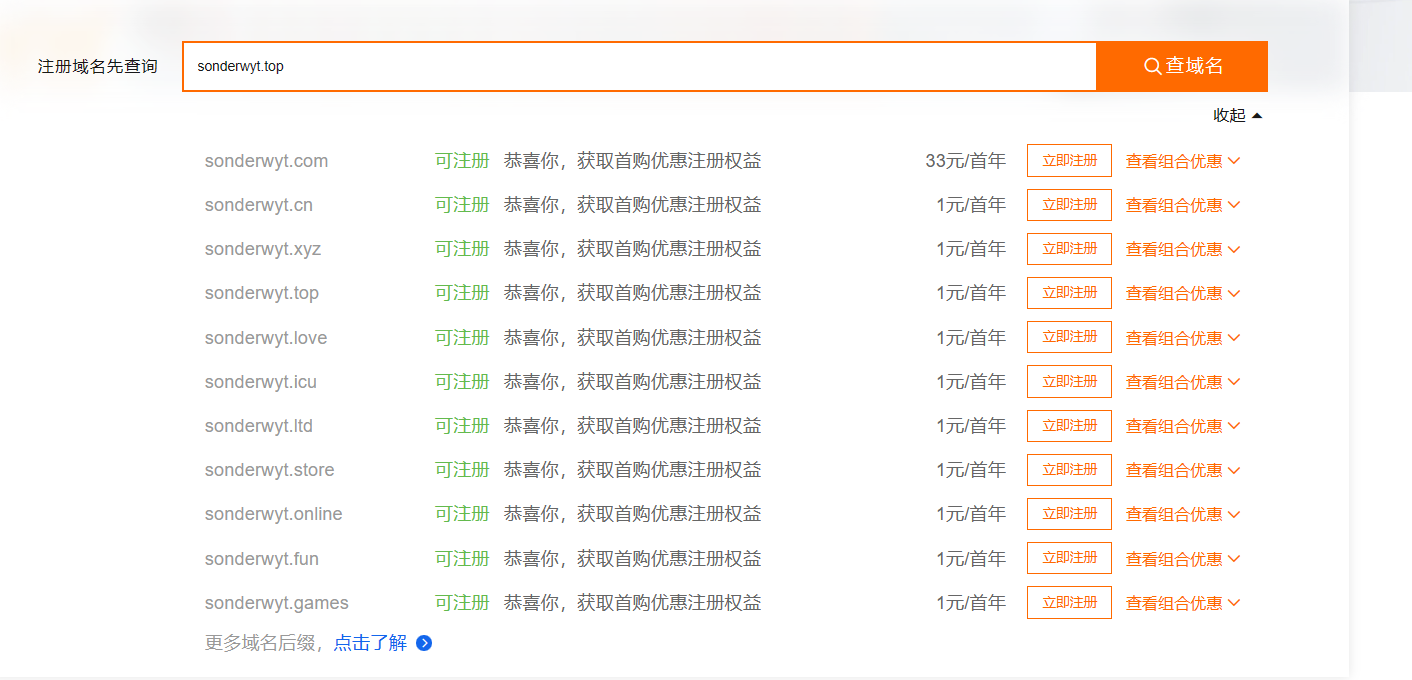 注册域名先查询 sonderwyt.top 查域名
收起
sonderwyt.com 可注册 恭喜你，获取首购优惠注册权益 33元/首年 立即注册 查看组合优惠
sonderwyt.cn 可注册 恭喜你，获取首购优惠注册权益 1元/首年 立即注册 查看组合优惠
sonderwyt.xyz 可注册 恭喜你，获取首购优惠注册权益 1元/首年 立即注册 查看组合优惠
sonderwyt.top 可注册 恭喜你，获取首购优惠注册权益 1元/首年 立即注册 查看组合优惠
sonderwyt.love 可注册 恭喜你，获取首购优惠注册权益 1元/首年 立即注册 查看组合优惠
sonderwyt.icu 可注册 恭喜你，获取首购优惠注册权益 1元/首年 立即注册 查看组合优惠
sonderwyt.ltd 可注册 恭喜你，获取首购优惠注册权益 1元/首年 立即注册 查看组合优惠
sonderwyt.store 可注册 恭喜你，获取首购优惠注册权益 1元/首年 立即注册 查看组合优惠
sonderwyt.online 可注册 恭喜你，获取首购优惠注册权益 1元/首年 立即注册 查看组合优惠
sonderwyt.fun 可注册 恭喜你，获取首购优惠注册权益 1元/首年 立即注册 查看组合优惠
sonderwyt.games 可注册 恭喜你，获取首购优惠注册权益 1元/首年 立即注册 查看组合优惠
更多域名后缀，点击了解